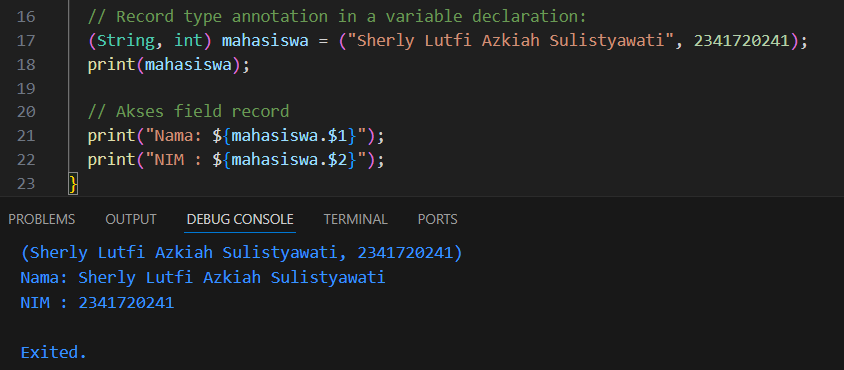 16 // Record type annotation in a variable declaration:
17 (String, int) mahasiswa = ("Sherly Lutfi Azkiah Sulistyawati", 2341720241);
18 print(mahasiswa);
19
20 // Akses field record
21 print("Nama: ${mahasiswa.$1}");
22 print("NIM : ${mahasiswa.$2}");
23 }
PROBLEMS OUTPUT DEBUG CONSOLE TERMINAL PORTS
(Sherly Lutfi Azkiah Sulistyawati, 2341720241)
Nama: Sherly Lutfi Azkiah Sulistyawati
NIM : 2341720241
Exited.